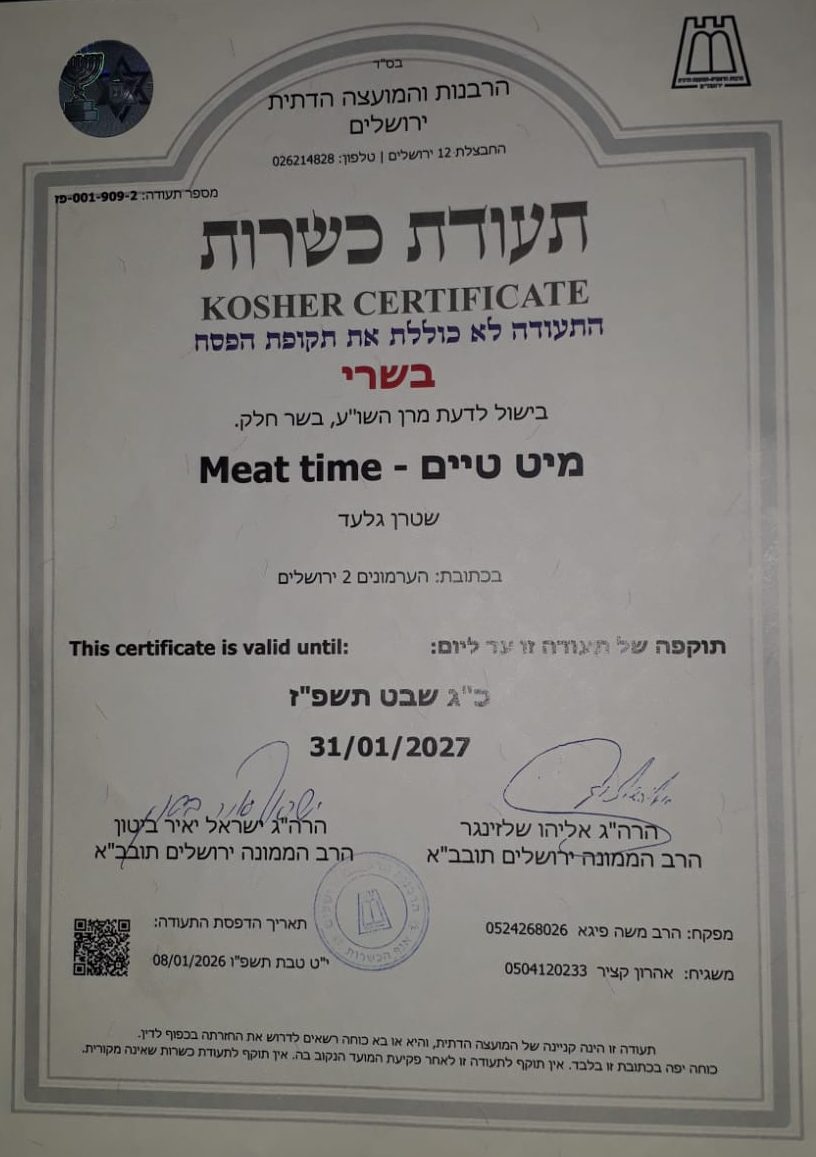 בס"ד
הרבנות והמועצה הדתית
ירושלים
החבצלת 12 ירושלים | טלפון: 026214828
מספר תעודה: 001-909-2-פז
תעודת כשרות
KOSHER CERTIFICATE
התעודה לא כוללת את תקופת הפסח
בשרי
בישול לדעת מרן השו"ע, בשר חלק.
מיט טיים - Meat time
שטרן גלעד
בכתובת: הערמונים 2 ירושלים
תוקפה של תעודה זו עד ליום: This certificate is valid until:
כ"ג שבט תשפ"ז
31/01/2027
הרה"ג אליהו שלזינגר
הרב הממונה ירושלים תובב"א
הרה"ג ישראל יאיר ביטון
הרב הממונה ירושלים תובב"א
מפקח: הרב משה פיגא 0524268026
משגיח: אהרון קציר 0504120233
תאריך הדפסת התעודה:
י"ט טבת תשפ"ו 08/01/2026
תעודה זו הינה קניינה של המועצה הדתית, והיא או בא כוחה רשאים לדרוש את החזרתה בכפוף לדין.
כוחה יפה בכתובת זו בלבד. אין תוקף לתעודה זו לאחר פקיעת המועד הנקוב בה. אין תוקף לתעודת כשרות שאינה מקורית.